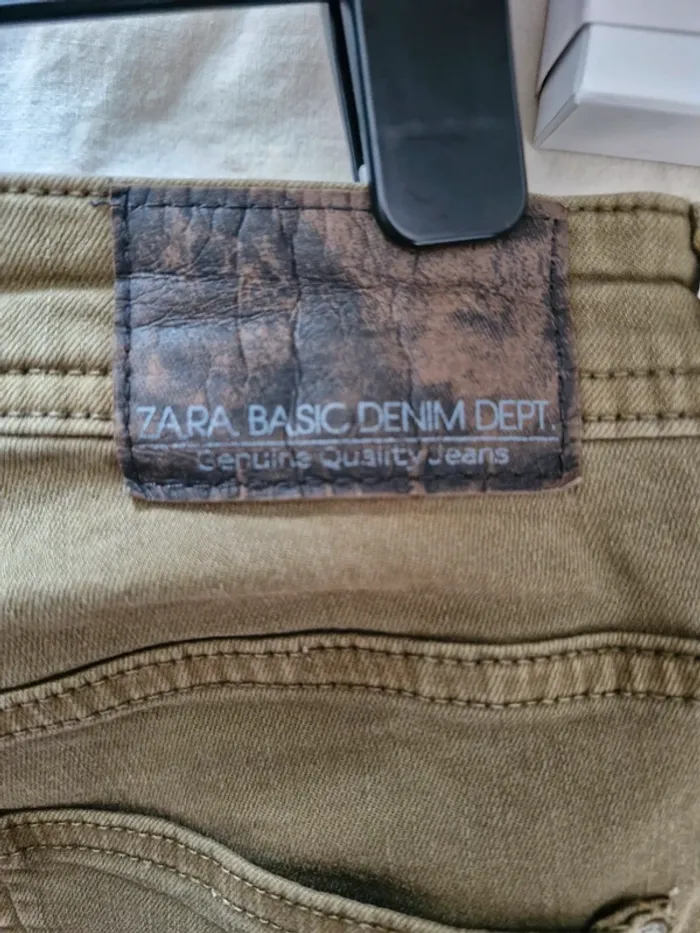 ZARA BASIC DENIM DEPT.
Genuine Quality Jeans